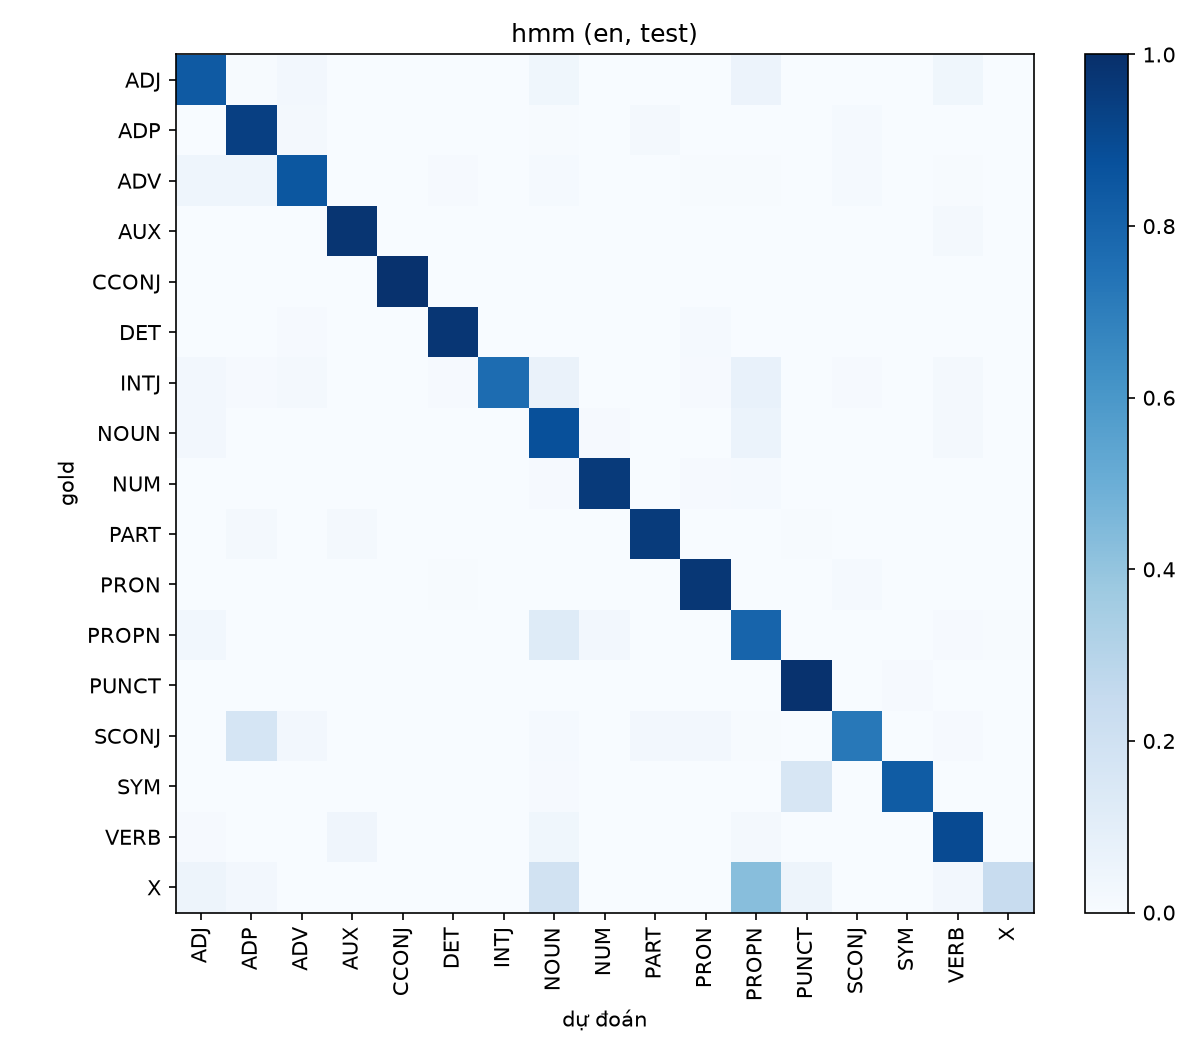 hmm (en, test)
gold
ADJ
ADP
ADV
AUX
CCONJ
DET
INTJ
NOUN
NUM
PART
PRON
PROPN
PUNCT
SCONJ
SYM
VERB
X
ADJ ADP ADV AUX CCONJ DET INTJ NOUN NUM PART PRON PROPN PUNCT SCONJ SYM VERB X
dự đoán
1.0
0.8
0.6
0.4
0.2
0.0